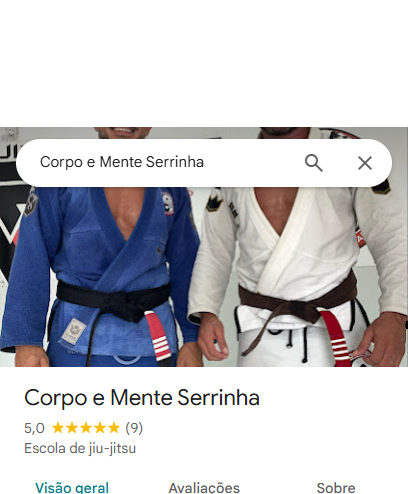 Corpo e Mente Serrinha
Corpo e Mente Serrinha
5,0 (9)
Escola de jiu-jitsu
Visão geral Avaliações Sobre